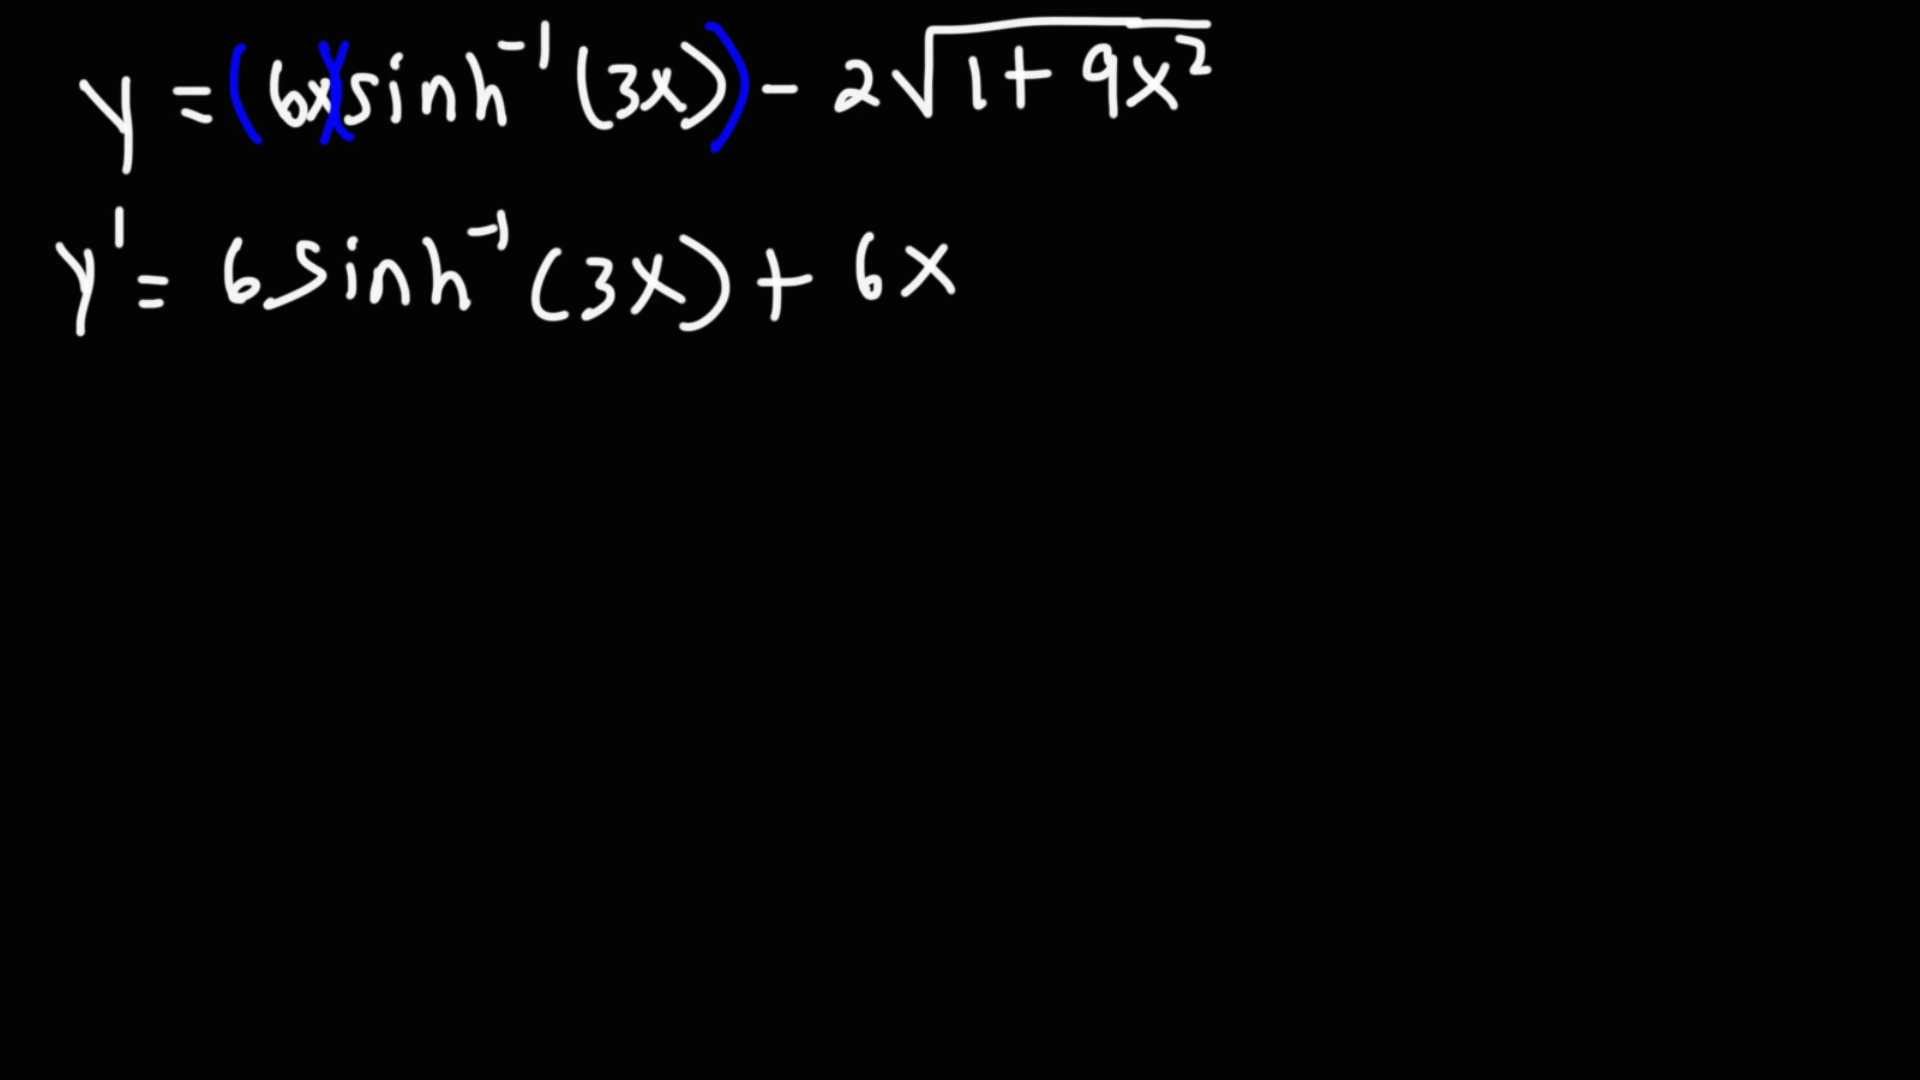 y = (6x)(sinh⁻¹(3x)) - 2√(1 + 9x²)
y' = 6 sinh⁻¹(3x) + 6x